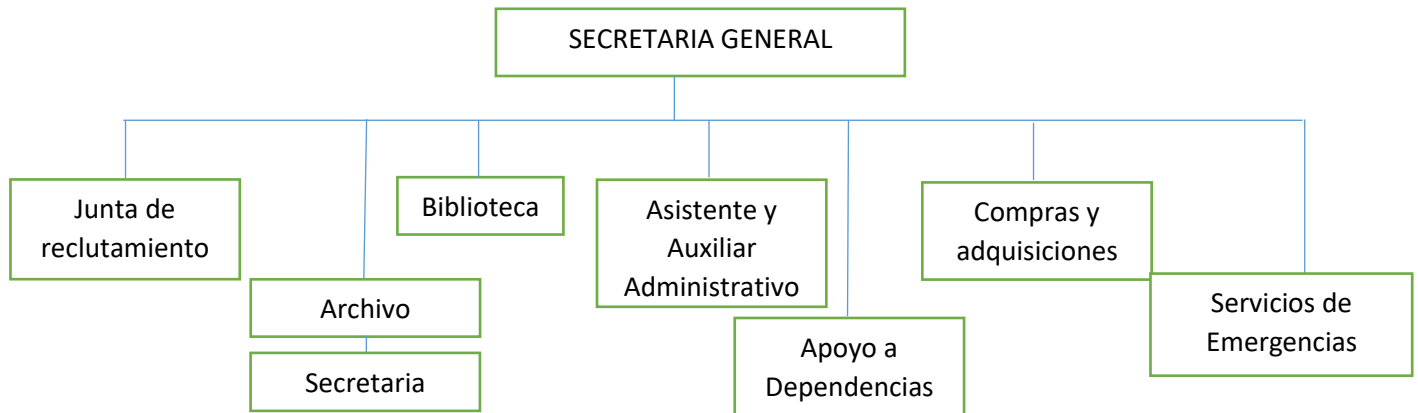 SECRETARIA GENERAL
Junta de
reclutamiento
Archivo
Secretaria
Biblioteca
Asistente y
Auxiliar
Administrativo
Apoyo a
Dependencias
Compras y
adquisiciones
Servicios de
Emergencias